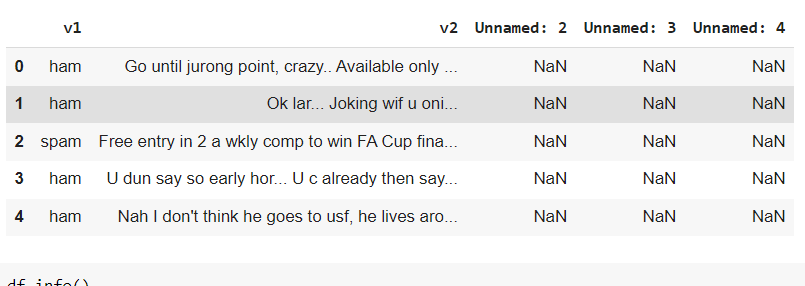 v1 v2 Unnamed: 2 Unnamed: 3 Unnamed: 4
0 ham Go until jurong point, crazy.. Available only ... NaN NaN NaN
1 ham Ok lar... Joking wif u oni... NaN NaN NaN
2 spam Free entry in 2 a wkly comp to win FA Cup fina... NaN NaN NaN
3 ham U dun say so early hor... U c already then say... NaN NaN NaN
4 ham Nah I don't think he goes to usf, he lives aro... NaN NaN NaN
df.info()